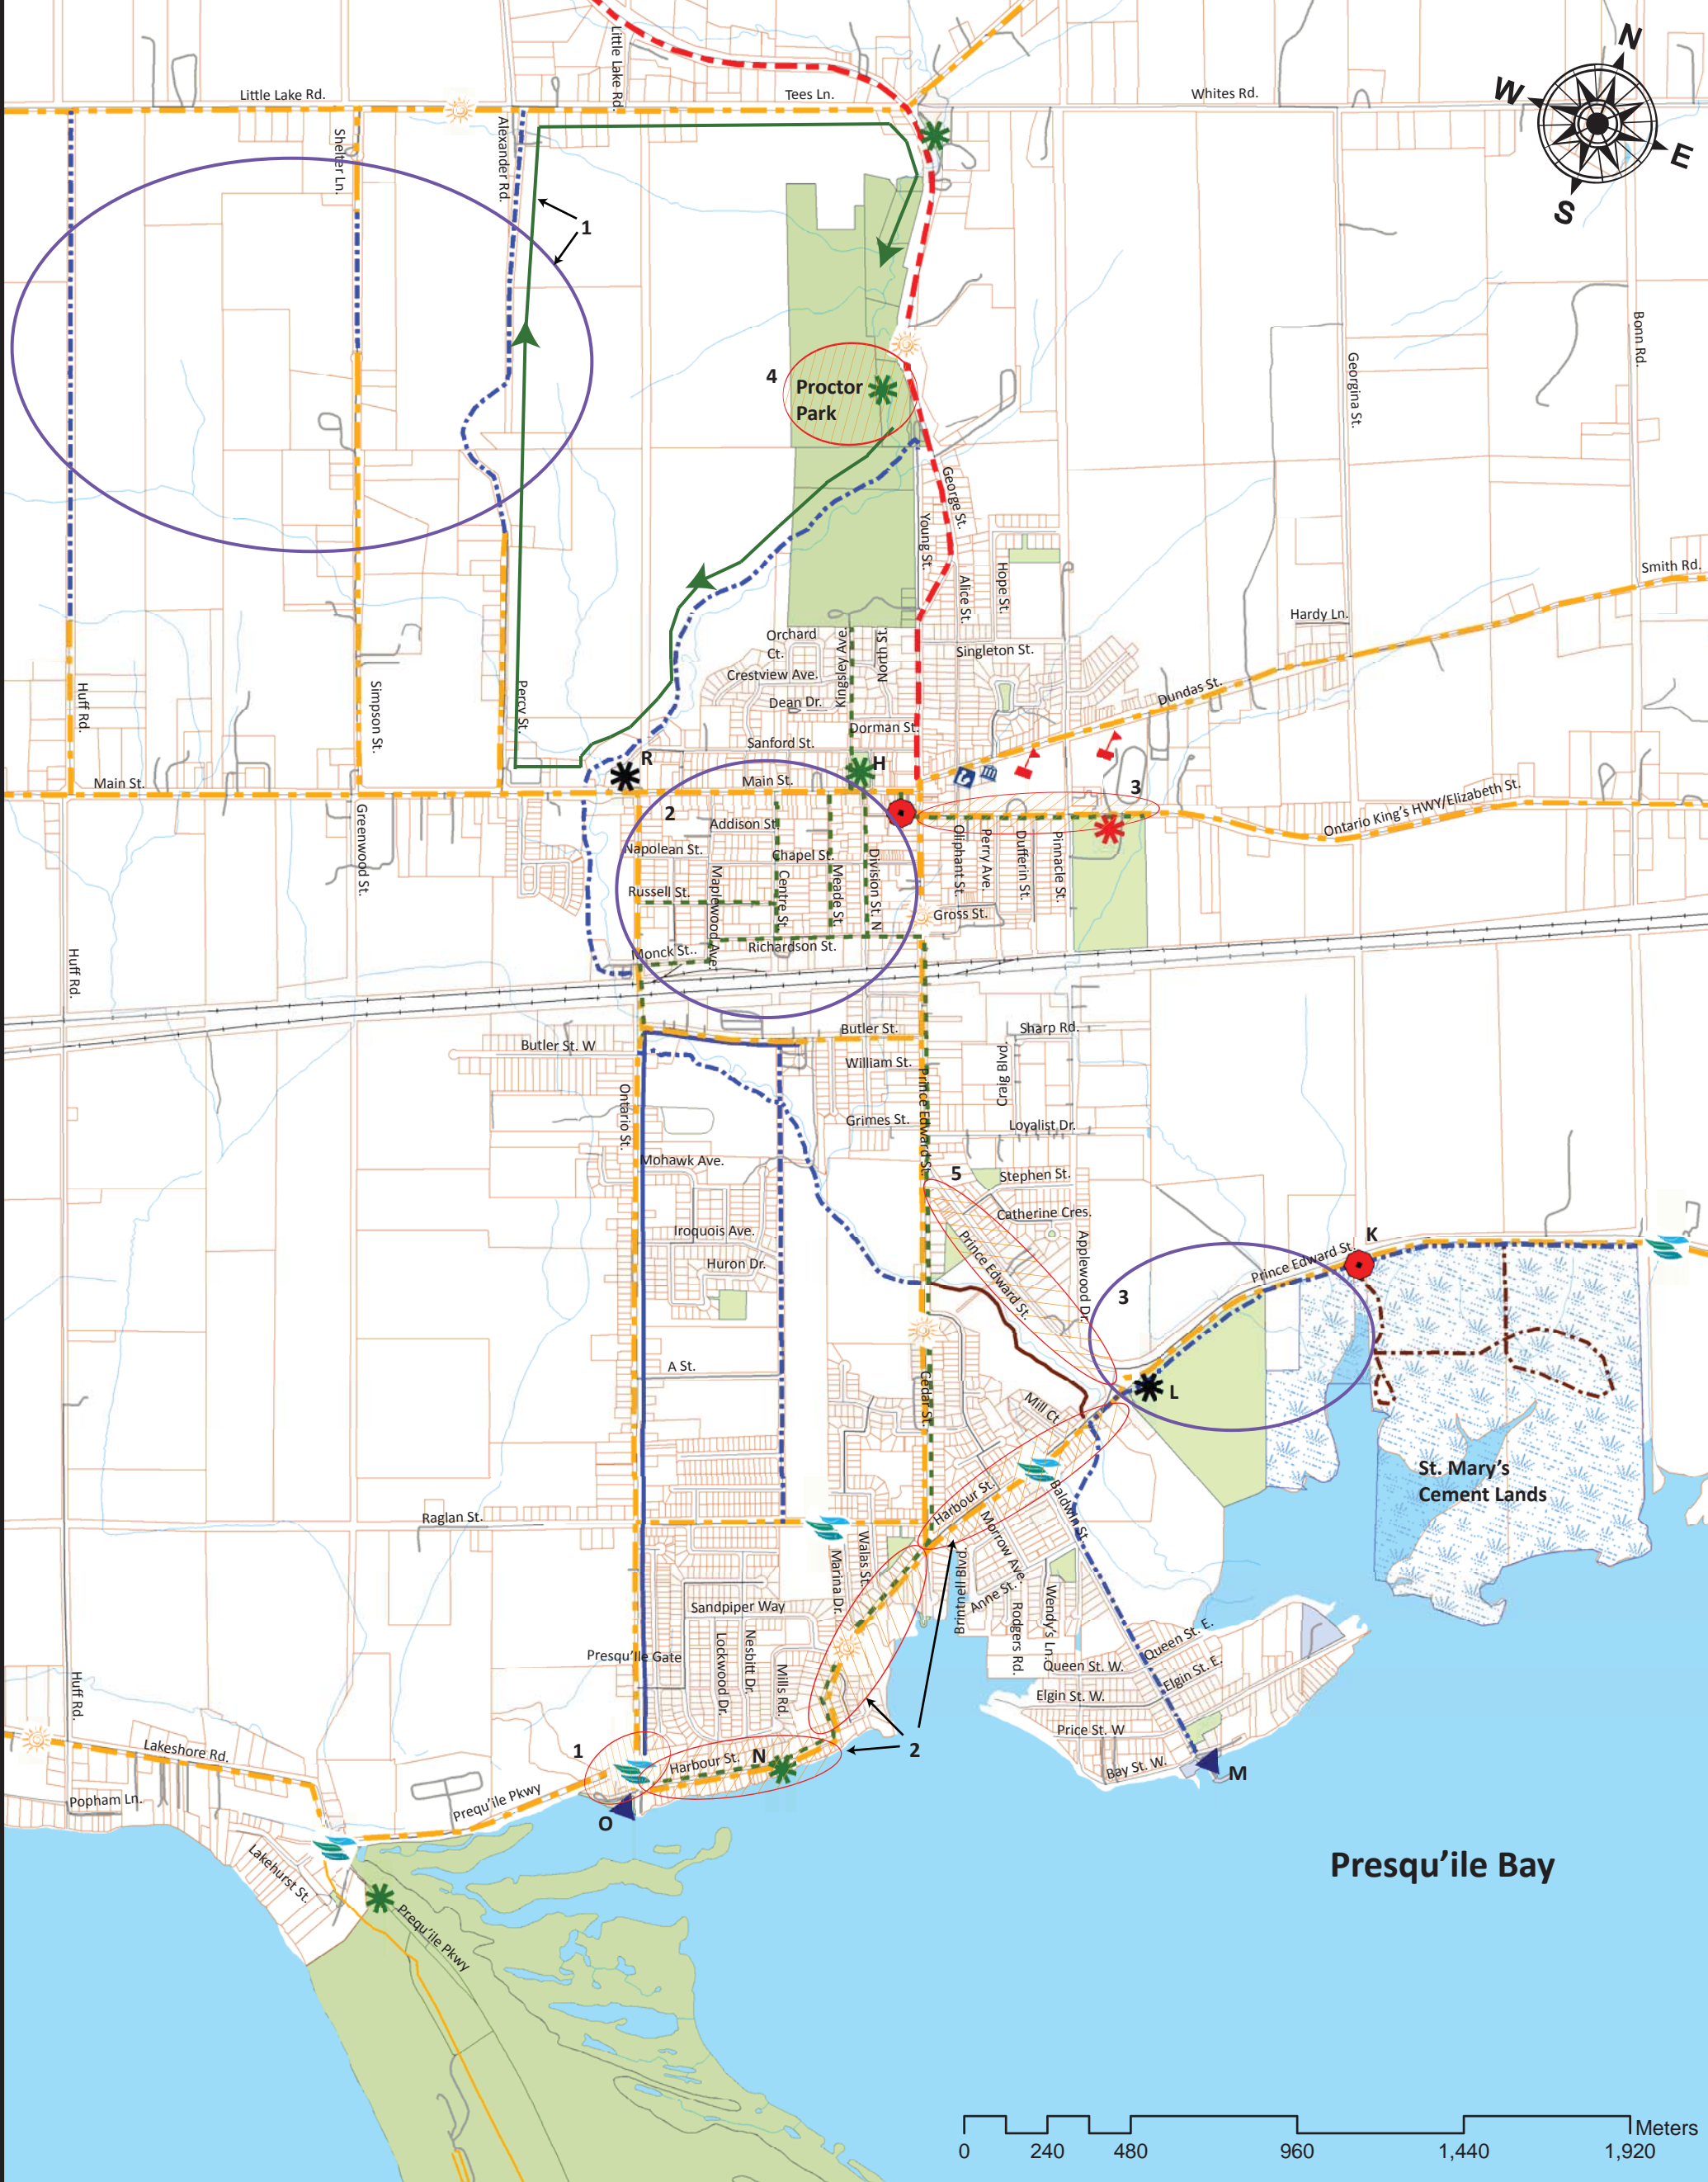 N
W
E
S
Little Lake Rd.
Little Lake Rd.
Tees Ln.
Whites Rd.
Shelter Ln.
Alexander Rd.
1
Bonn Rd.
Georgina St.
4
Proctor
Park
George St.
Young St.
Alice St.
Hope St.
Smith Rd.
Hardy Ln.
Orchard
Ct.
Kingsley Ave.
North St.
Singleton St.
Crestview Ave.
Dean Dr.
Dundas St.
Huff Rd.
Simpson St.
Percy St.
Dorman St.
Sanford St.
R
H
Main St.
Main St.
3
2
Ontario King's HWY/Elizabeth St.
Greenwood St.
Addison St.
Napolean St.
Chapel St.
Russell St.
Maplewood Ave.
Centre St.
Meade St.
Division St. N
Oliphant St.
Perry Ave.
Dufferin St.
Pinnacle St.
Gross St.
Monck St..
Richardson St.
Huff Rd.
Butler St.
Sharp Rd.
Butler St. W
William St.
Craig Blvd.
Ontario St.
Prince Edward St.
Grimes St.
Loyalist Dr.
Mohawk Ave.
5
Stephen St.
Catherine Cres.
Iroquois Ave.
Prince Edward St.
Applewood Dr.
Huron Dr.
K
Prince Edward St.
3
A St.
Cedar St.
L
Mill Ct
St. Mary's
Cement Lands
Harbour St.
Baldwin St.
Raglan St.
Morrow Ave.
Walas St.
Marina Dr.
Brintnell Blvd
Anne St.
Rodgers Rd.
Wendy's Ln.
Sandpiper Way
Lockwood Dr.
Nesbitt Dr.
Mills Rd.
Presqu'Ile Gate
Queen St. E.
Queen St. W.
Elgin St. E.
Elgin St. W.
Price St. W
Bay St. W.
M
Huff Rd.
Lakeshore Rd.
1
Harbour St.
N
2
Popham Ln.
Prequ'ile Pkwy
O
Lakehurst St.
Prequ'ile Pkwy
Presqu'ile Bay
Meters
0 240 480 960 1,440 1,920